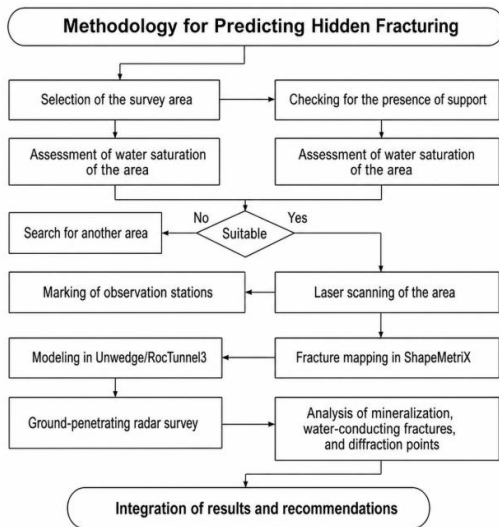 Methodology for Predicting Hidden Fracturing
Selection of the survey area
Checking for the presence of support
Assessment of water saturation
of the area
Assessment of water saturation
of the area
No
Yes
Suitable
Search for another area
Marking of observation stations
Laser scanning of the area
Modeling in Unwedge/RocTunnel3
Fracture mapping in ShapeMetriX
Ground-penetrating radar survey
Analysis of mineralization,
water-conducting fractures,
and diffraction points
Integration of results and recommendations